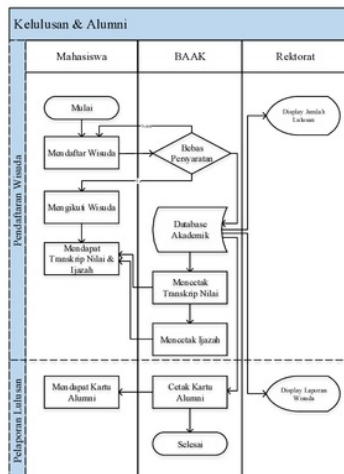 Kelulusan & Alumni
Mahasiswa
BAAK
Rektorat
Pendaftaran Wisuda
Mulai
Mendaftar Wisuda
Bebas
Persyaratan
Display Jumlah
Lulusan
Mengikuti Wisuda
Mendapat
Transkrip Nilai &
Ijazah
Database
Akademik
Mencetak
Transkrip Nilai
Mencetak Ijazah
Pelaporan Lulusan
Mendapat Kartu
Alumni
Cetak Kartu
Alumni
Display Laporan
Wisuda
Selesai